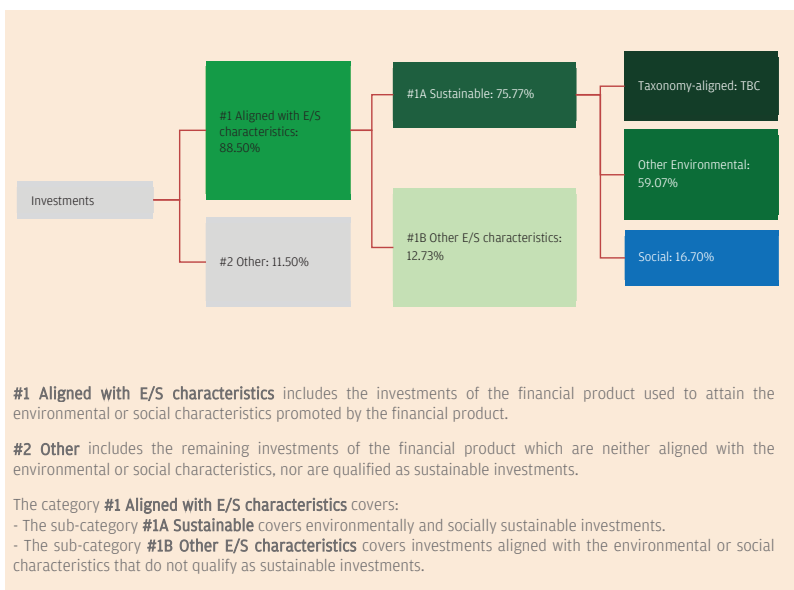 Investments
#1 Aligned with E/S
characteristics:
88.50%
#2 Other: 11.50%
#1A Sustainable: 75.77%
#1B Other E/S characteristics:
12.73%
Taxonomy-aligned: TBC
Other Environmental:
59.07%
Social: 16.70%
#1 Aligned with E/S characteristics includes the investments of the financial product used to attain the
environmental or social characteristics promoted by the financial product.
#2 Other includes the remaining investments of the financial product which are neither aligned with the
environmental or social characteristics, nor are qualified as sustainable investments.
The category #1 Aligned with E/S characteristics covers:
- The sub-category #1A Sustainable covers environmentally and socially sustainable investments.
- The sub-category #1B Other E/S characteristics covers investments aligned with the environmental or social
characteristics that do not qualify as sustainable investments.